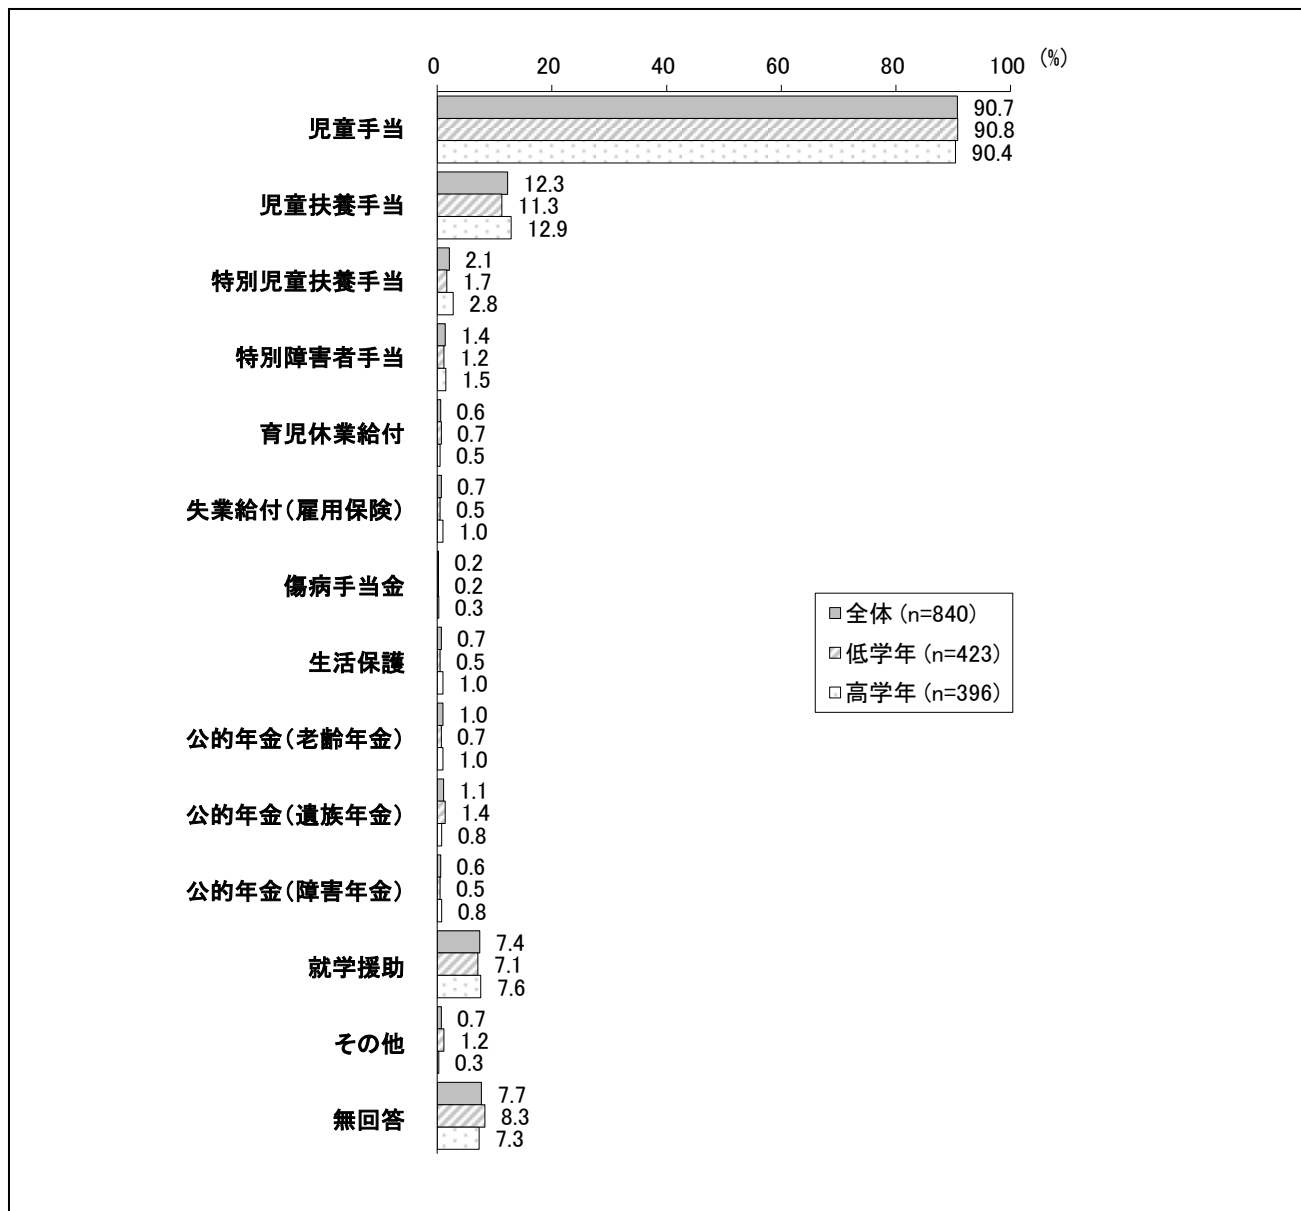 0 20 40 60 80 100 (%)
児童手当
90.7
90.8
90.4
児童扶養手当
12.3
11.3
12.9
特別児童扶養手当
2.1
1.7
2.8
特別障害者手当
1.4
1.2
1.5
育児休業給付
0.6
0.7
0.5
失業給付(雇用保険)
0.7
0.5
1.0
傷病手当金
0.2
0.2
0.3
生活保護
0.7
0.5
1.0
公的年金(老齢年金)
1.0
0.7
1.0
公的年金(遺族年金)
1.1
1.4
0.8
公的年金(障害年金)
0.6
0.5
0.8
就学援助
7.4
7.1
7.6
その他
0.7
1.2
0.3
無回答
7.7
8.3
7.3
全体 (n=840)
低学年 (n=423)
高学年 (n=396)